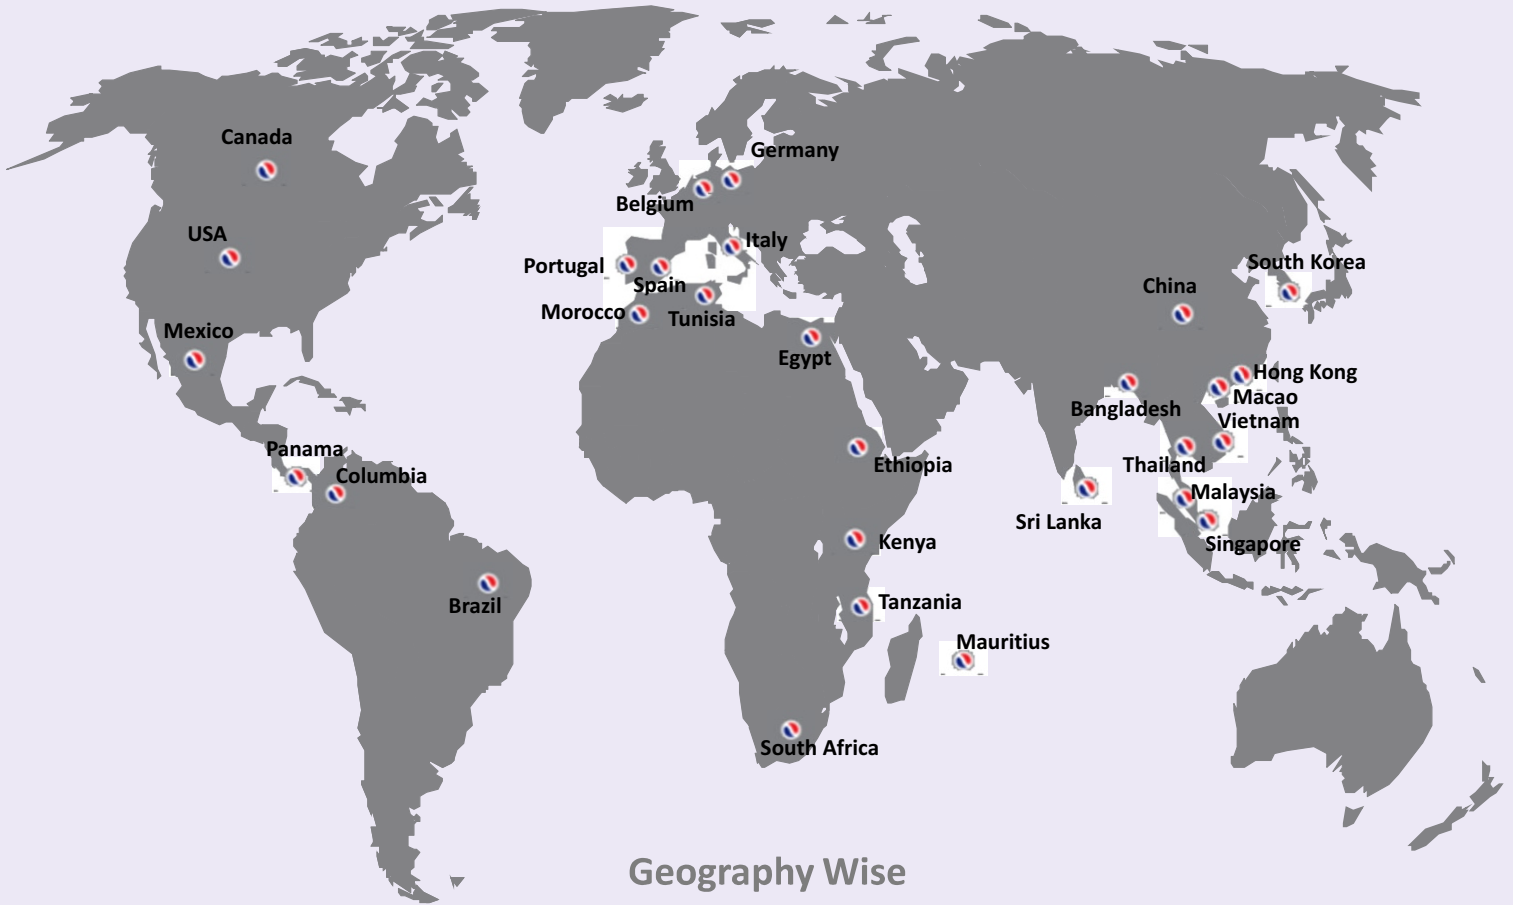 Canada
Germany
Belgium
USA
Italy
Portugal
South Korea
Spain
China
Morocco
Tunisia
Mexico
Egypt
Hong Kong
Macao
Bangladesh
Vietnam
Panama
Ethiopia
Thailand
Columbia
Malaysia
Sri Lanka
Kenya
Singapore
Brazil
Tanzania
Mauritius
South Africa
Geography Wise